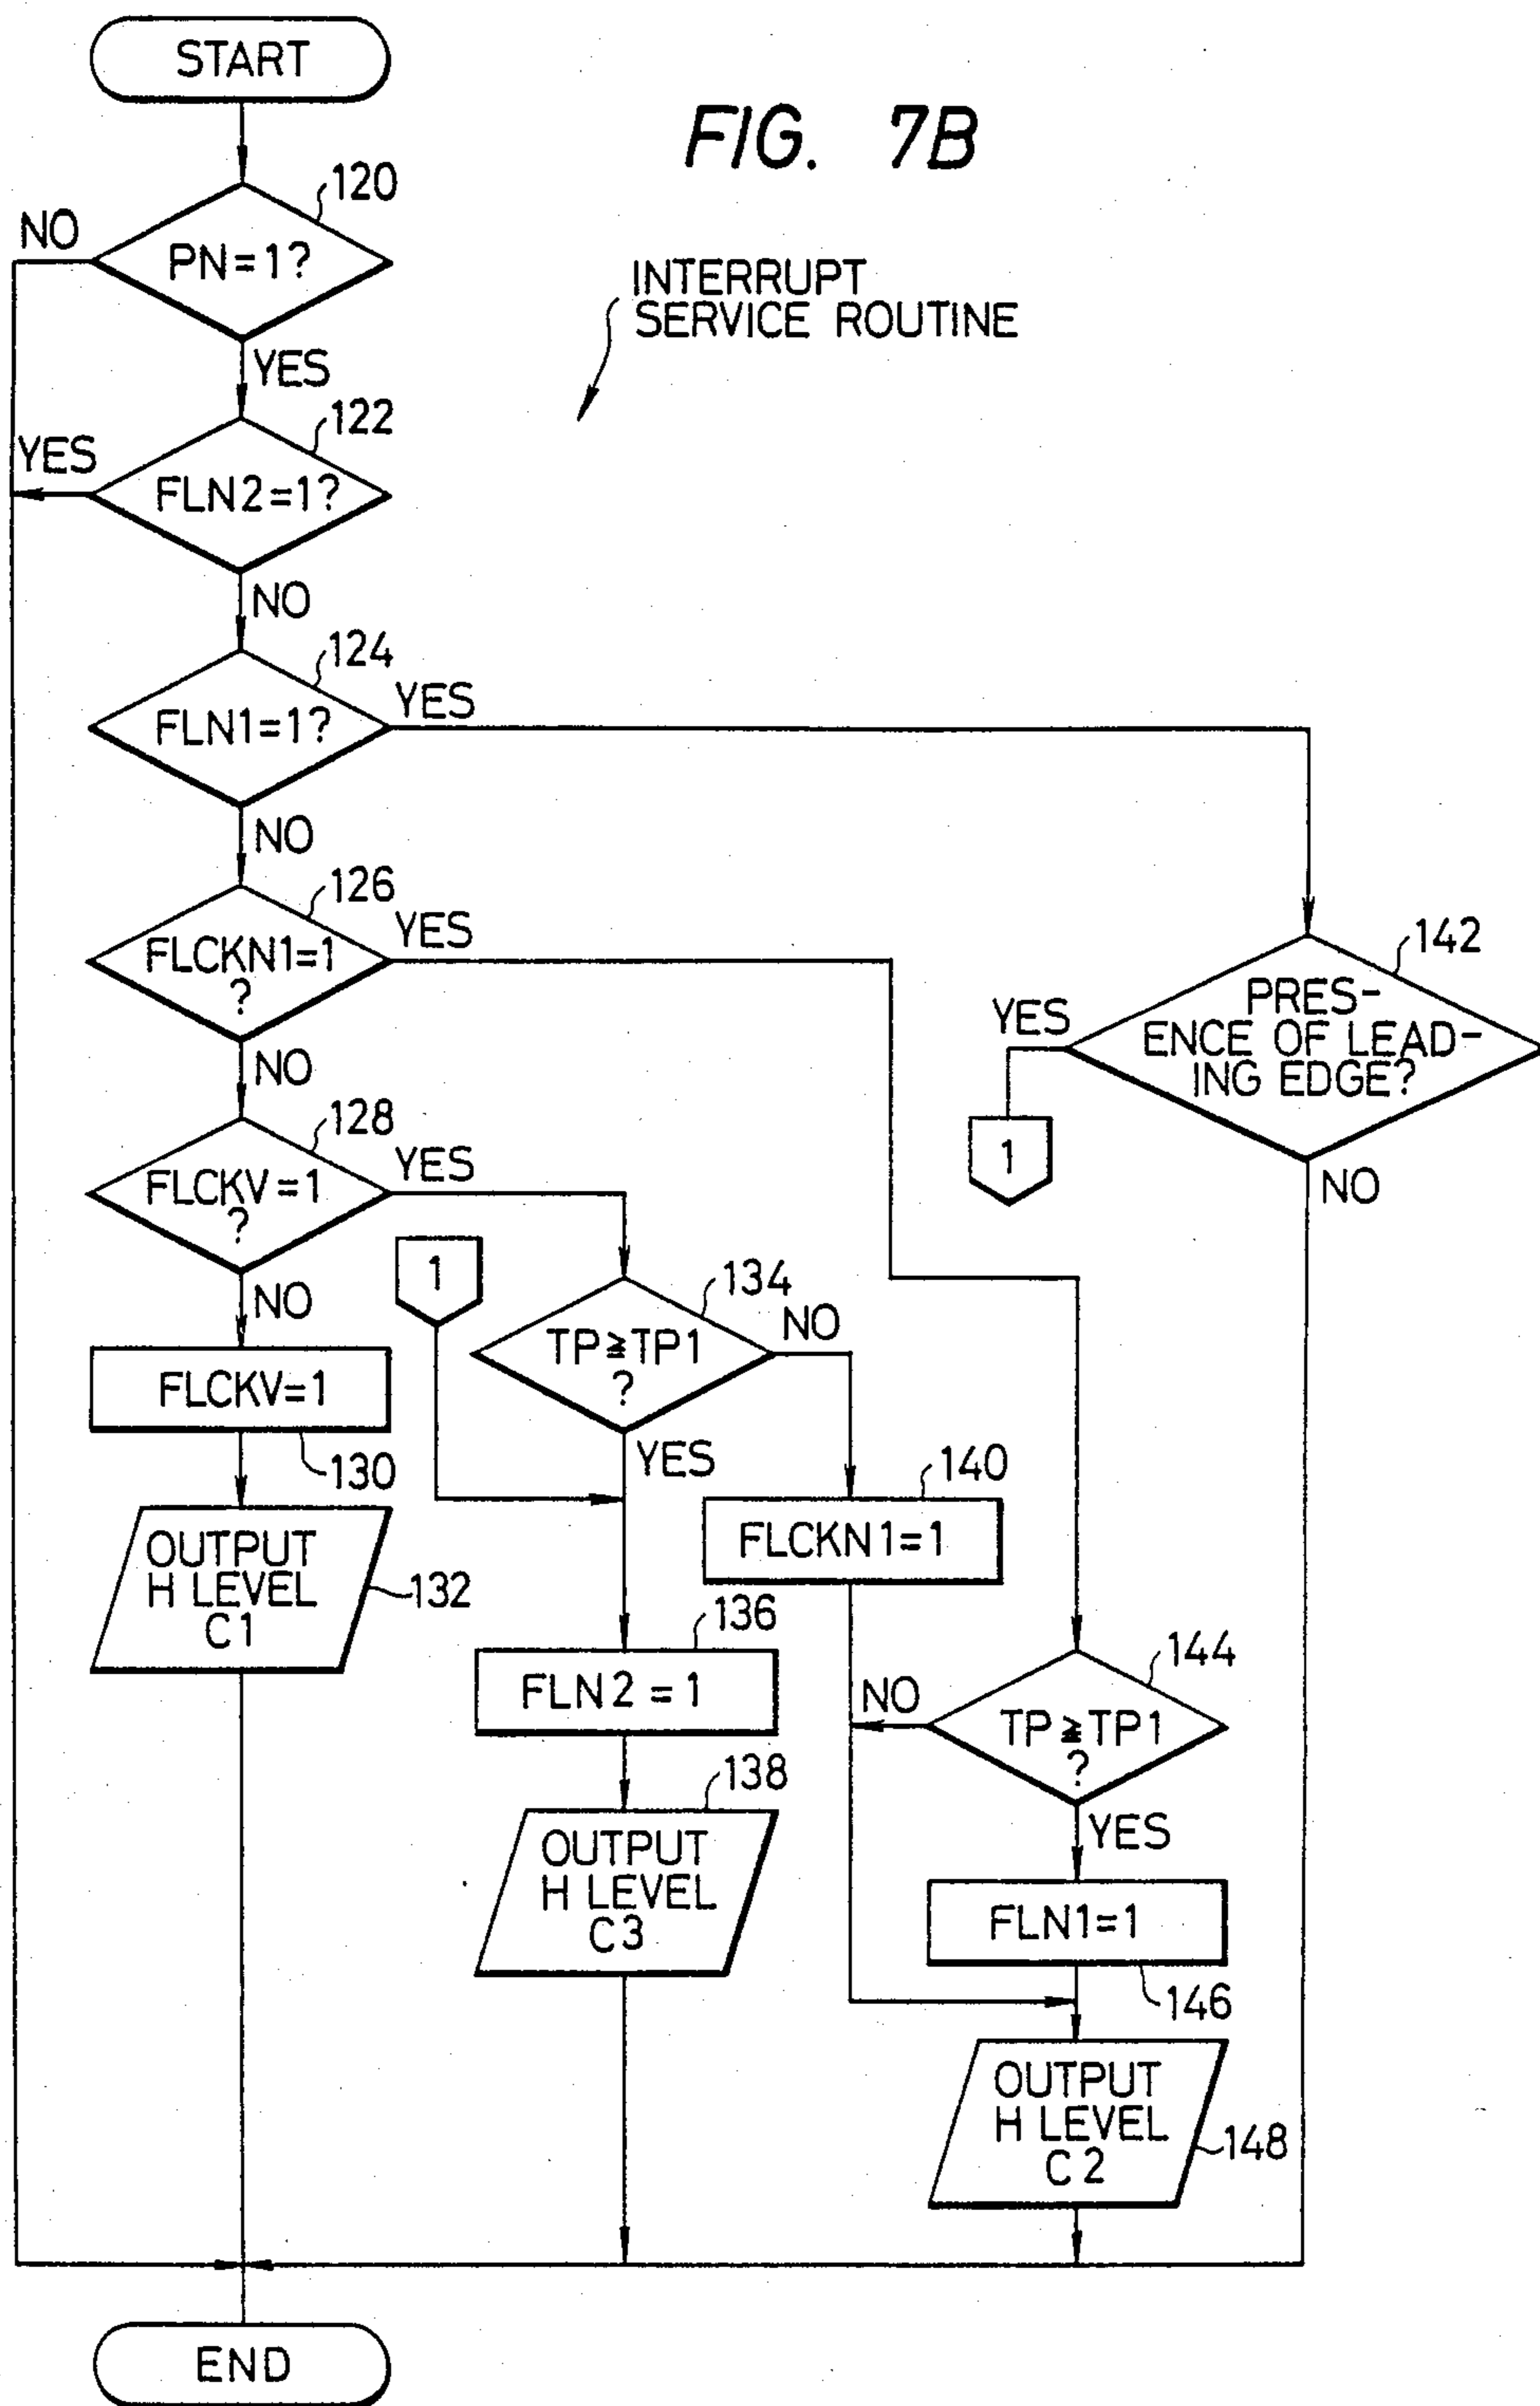 START
FIG. 7B
120
NO
PN=1?
INTERRUPT
SERVICE ROUTINE
YES
122
YES
FLN2=1?
NO
124
YES
FLN1=1?
NO
126
YES
FLCKN1=1
?
142
PRES-
ENCE OF LEAD-
ING EDGE?
YES
NO
1
NO
128
YES
FLCKV=1
?
1
134
NO
TP≧TP1
?
NO
FLCKV=1
130
YES
140
FLCKN1=1
OUTPUT
H LEVEL
C1
132
136
FLN2=1
144
NO
TP≧TP1
?
138
YES
OUTPUT
H LEVEL
C3
FLN1=1
146
OUTPUT
H LEVEL
C2
148
END